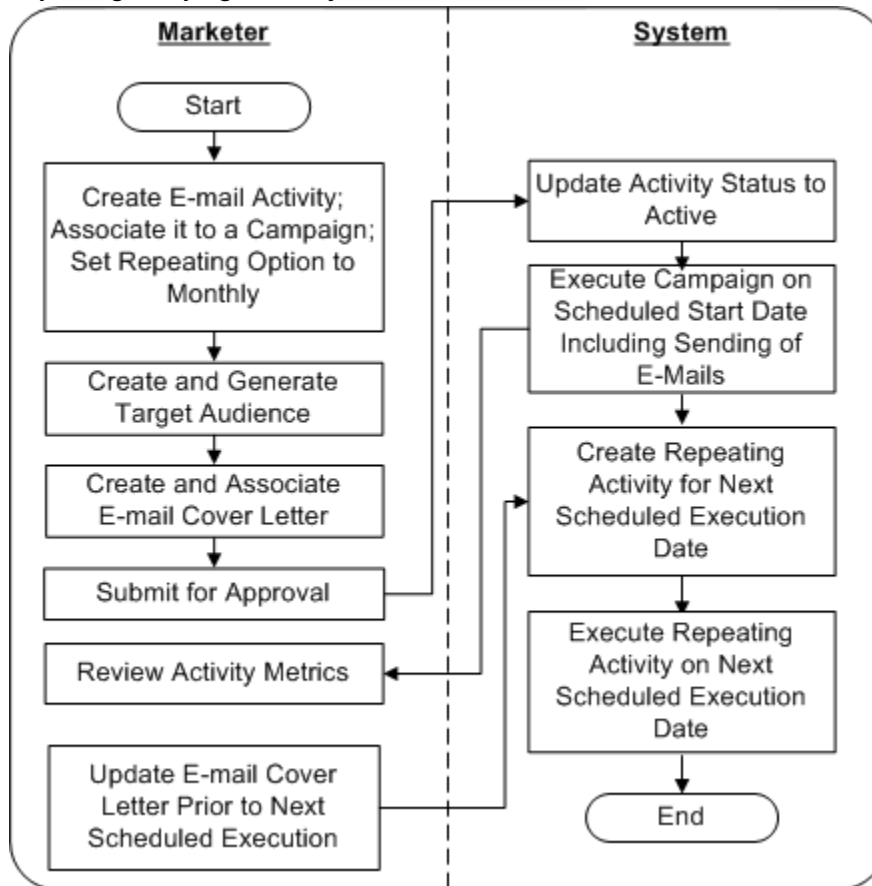 Marketer
Start
Create E-mail Activity;
Associate it to a Campaign;
Set Repeating Option to
Monthly
Create and Generate
Target Audience
Create and Associate
E-mail Cover Letter
Submit for Approval
Review Activity Metrics
Update E-mail Cover
Letter Prior to Next
Scheduled Execution
System
Update Activity Status to
Active
Execute Campaign on
Scheduled Start Date
Including Sending of
E-Mails
Create Repeating
Activity for Next
Scheduled Execution
Date
Execute Repeating
Activity on Next
Scheduled Execution
Date
End